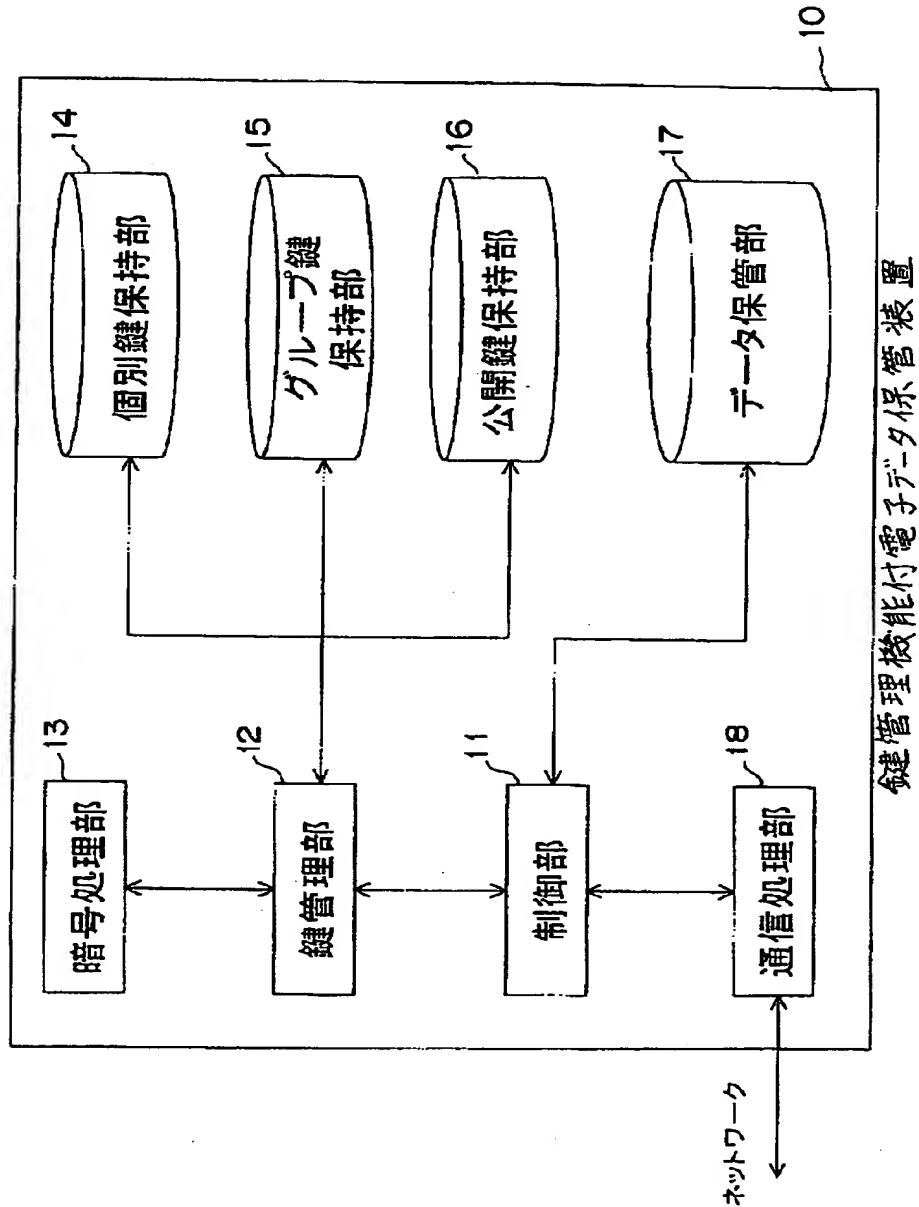 13
暗号処理部
12
鍵管理部
11
制御部
18
通信処理部
ネットワーク
14
個別鍵保持部
15
グループ鍵
保持部
16
公開鍵保持部
17
データ保管部
10
鍵管理機能付電子データ保管装置